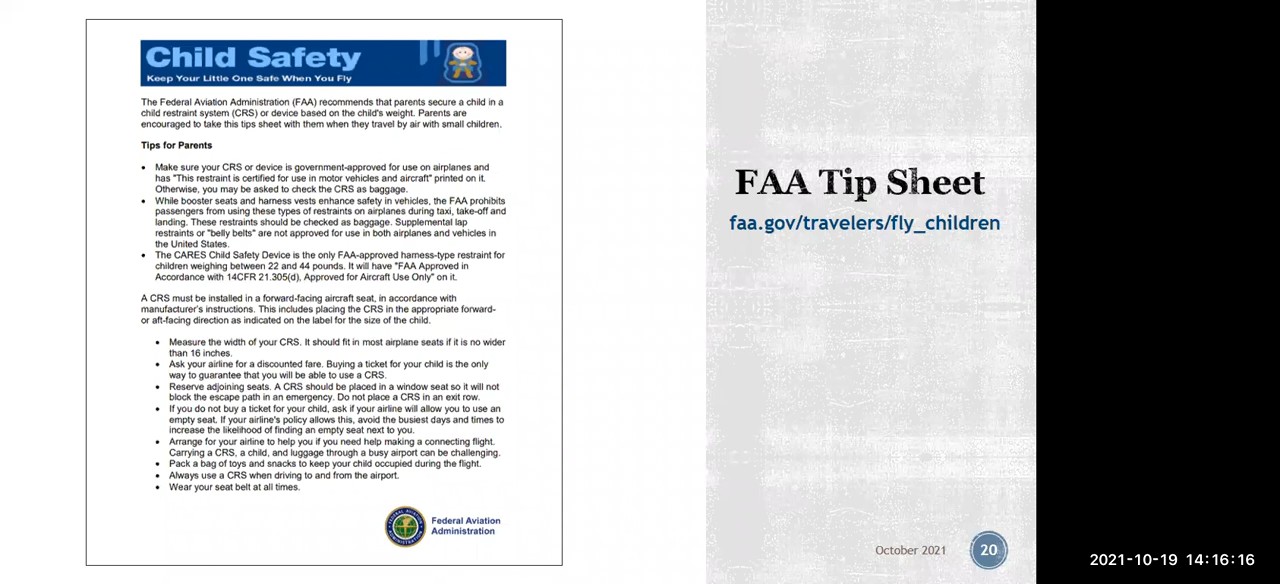 Child Safety
Keep Your Little One Safe When You Fly
The Federal Aviation Administration (FAA) recommends that parents secure a child in a
child restraint system (CRS) or device based on the child's weight. Parents are
encouraged to take this tips sheet with them when they travel by air with small children.
Tips for Parents
• Make sure your CRS or device is government-approved for use on airplanes and
has "This restraint is certified for use in motor vehicles and aircraft" printed on it.
Otherwise, you may be asked to check the CRS as baggage.
• While booster seats and harness vests enhance safety in vehicles, the FAA prohibits
passengers from using these types of restraints on airplanes during taxi, take-off and
landing. These restraints should be checked as baggage. Supplemental lap
restraints or "belly belts" are not approved for use in both airplanes and vehicles in
the United States.
• The CARES Child Safety Device is the only FAA-approved harness-type restraint for
children weighing between 22 and 44 pounds. It will have "FAA Approved in
Accordance with 14CFR 21.305(d), Approved for Aircraft Use Only" on it.
A CRS must be installed in a forward-facing aircraft seat, in accordance with
manufacturer's instructions. This includes placing the CRS in the appropriate forward-
or aft-facing direction as indicated on the label for the size of the child.
• Measure the width of your CRS. It should fit in most airplane seats if it is no wider
than 16 inches.
• Ask your airline for a discounted fare. Buying a ticket for your child is the only
way to guarantee that you will be able to use a CRS.
• Reserve adjoining seats. A CRS should be placed in a window seat so it will not
block the escape path in an emergency. Do not place a CRS in an exit row.
• If you do not buy a ticket for your child, ask if your airline will allow you to use an
empty seat. If your airline's policy allows this, avoid the busiest days and times to
increase the likelihood of finding an empty seat next to you.
• Arrange for your airline to help you if you need help making a connecting flight.
Carrying a CRS, a child, and luggage through a busy airport can be challenging.
• Pack a bag of toys and snacks to keep your child occupied during the flight.
• Always use a CRS when driving to and from the airport.
• Wear your seat belt at all times.
Federal Aviation
Administration
FAA Tip Sheet
faa.gov/travelers/fly_children
October 2021
20
2021-10-19 14:16:16